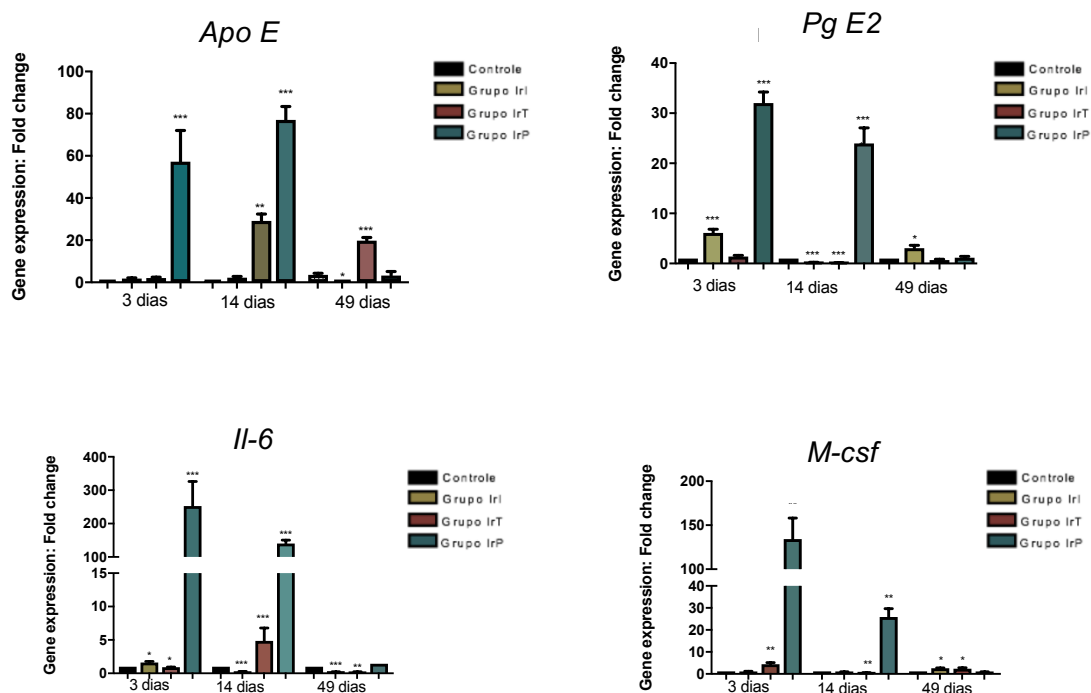 Apo E
Gene expression: Fold change
100
80
60
40
20
0
***
**
***
*
***
3 dias
14 dias
49 dias
Controle
Grupo IrI
Grupo IrT
Grupo IrP
Pg E2
Gene expression: Fold change
40
30
20
10
0
***
***
***
***
***
*
3 dias
14 dias
49 dias
Controle
Grupo IrI
Grupo IrT
Grupo IrP
Il-6
Gene expression: Fold change
400
300
200
100
15
10
5
0
*
*
***
***
***
***
***
**
3 dias
14 dias
49 dias
Controle
Grupo IrI
Grupo IrT
Grupo IrP
M-csf
Gene expression: Fold change
200
150
100
40
30
20
10
0
**
**
**
*
*
3 dias
14 dias
49 dias
Controle
Grupo IrI
Grupo IrT
Grupo IrP